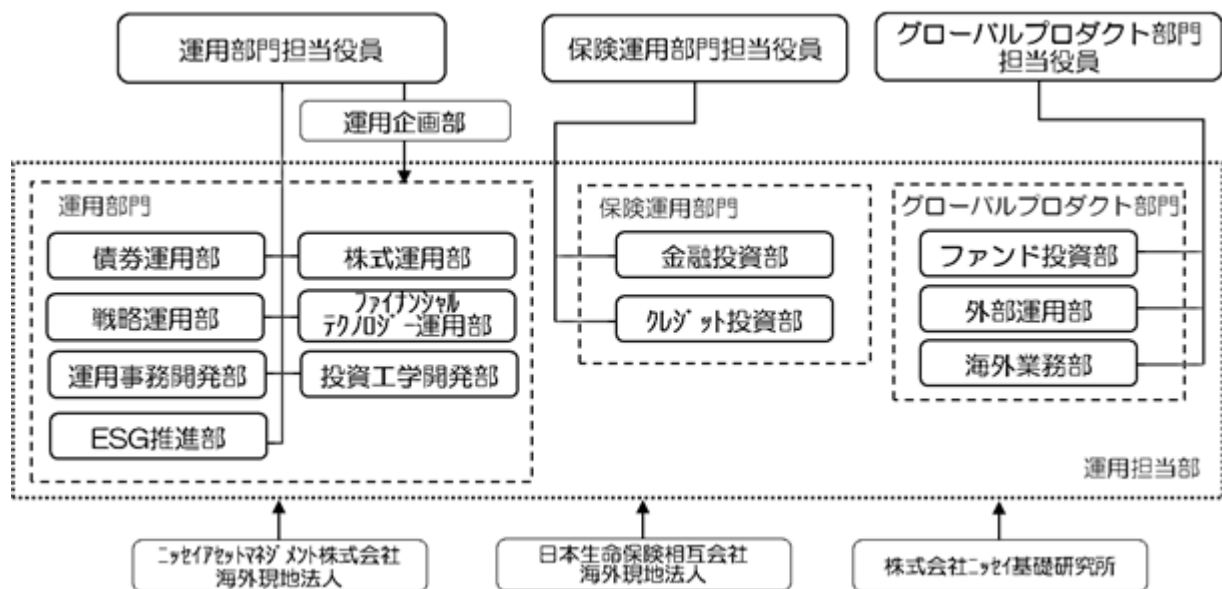 運用部門担当役員
保険運用部門担当役員
グローバルプロダクト部門
担当役員
運用企画部
運用部門
保険運用部門
グローバルプロダクト部門
債券運用部
株式運用部
金融投資部
ファンド投資部
戦略運用部
ファイナンシャル
テクノロジー運用部
クレジット投資部
外部運用部
運用事務開発部
投資工学開発部
海外業務部
ESG推進部
運用担当部
ニッセイアセットマネジメント株式会社
海外現地法人
日本生命保険相互会社
海外現地法人
株式会社ニッセイ基礎研究所